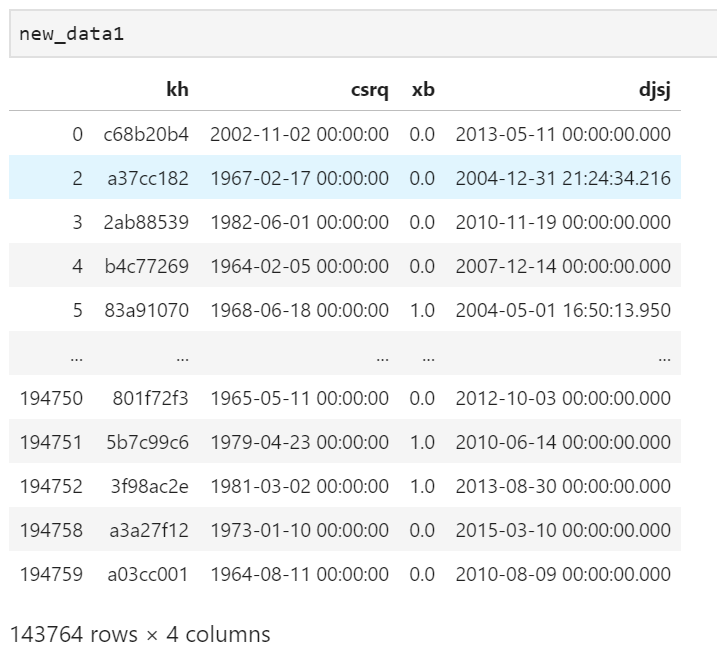 new_data1
kh csrq xb djsj
0 c68b20b4 2002-11-02 00:00:00 0.0 2013-05-11 00:00:00.000
2 a37cc182 1967-02-17 00:00:00 0.0 2004-12-31 21:24:34.216
3 2ab88539 1982-06-01 00:00:00 0.0 2010-11-19 00:00:00.000
4 b4c77269 1964-02-05 00:00:00 0.0 2007-12-14 00:00:00.000
5 83a91070 1968-06-18 00:00:00 1.0 2004-05-01 16:50:13.950
... ... ... ... ...
194750 801f72f3 1965-05-11 00:00:00 0.0 2012-10-03 00:00:00.000
194751 5b7c99c6 1979-04-23 00:00:00 1.0 2010-06-14 00:00:00.000
194752 3f98ac2e 1981-03-02 00:00:00 1.0 2013-08-30 00:00:00.000
194758 a3a27f12 1973-01-10 00:00:00 0.0 2015-03-10 00:00:00.000
194759 a03cc001 1964-08-11 00:00:00 0.0 2010-08-09 00:00:00.000
143764 rows × 4 columns